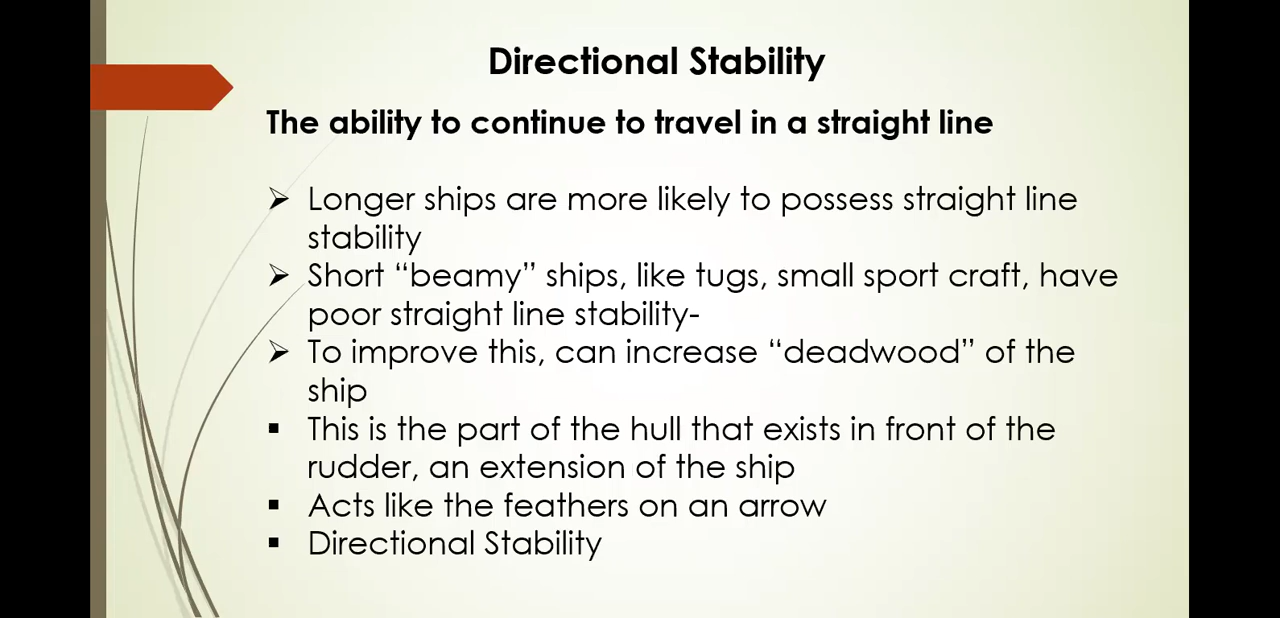 Directional Stability
The ability to continue to travel in a straight line
➢ Longer ships are more likely to possess straight line
stability
➢ Short “beamy” ships, like tugs, small sport craft, have
poor straight line stability-
➢ To improve this, can increase “deadwood” of the
ship
▪ This is the part of the hull that exists in front of the
rudder, an extension of the ship
▪ Acts like the feathers on an arrow
▪ Directional Stability